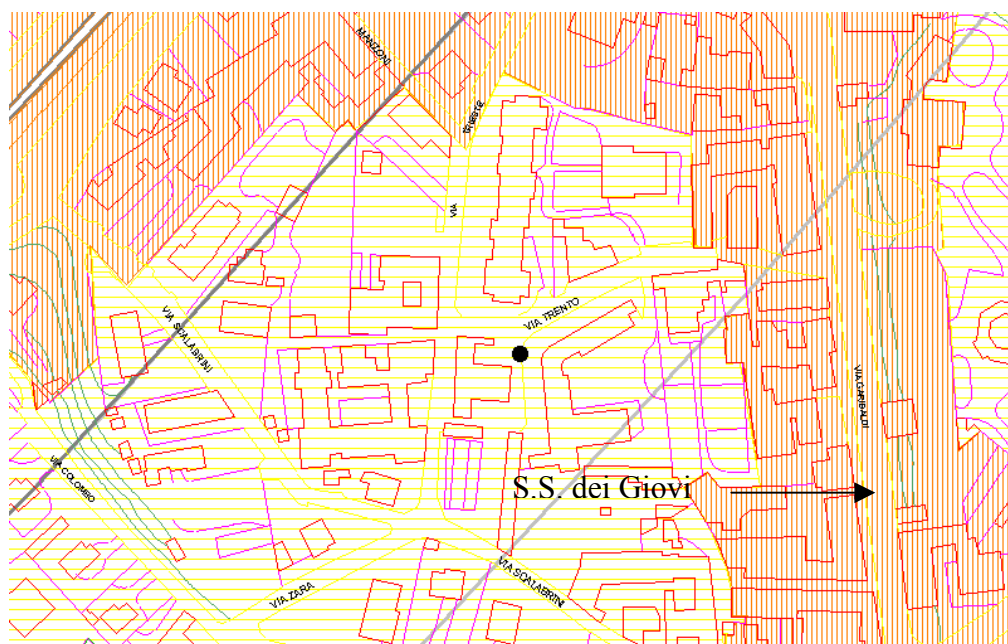 MANZONI
TRIESTE
VIA
VIA TRENTO
VIA SCALABRINI
VIA GARIBALDI
VIA COLOMBO
S.S. dei Giovi
VIA SCALABRINI
VIA ZARA